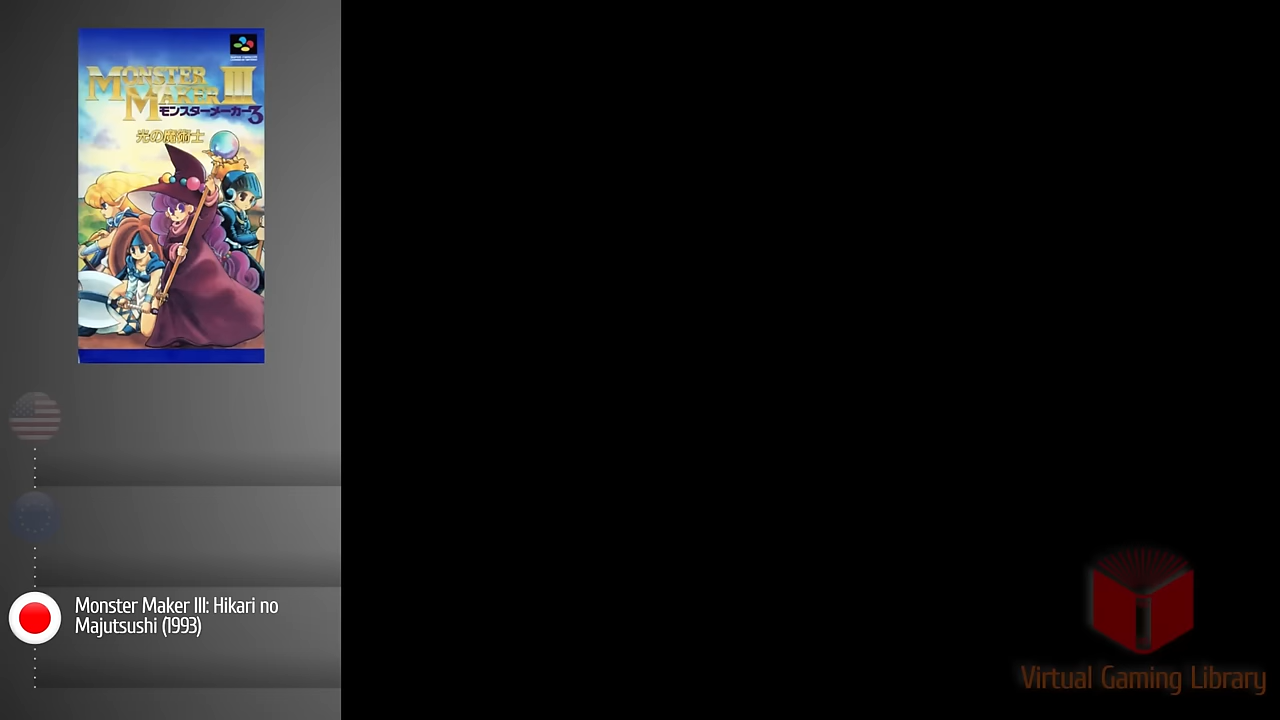 MONSTER
MAKER III
モンスターメーカー3
光の魔術士
Monster Maker III: Hikari no
Majutsushi (1993)
Virtual Gaming Library